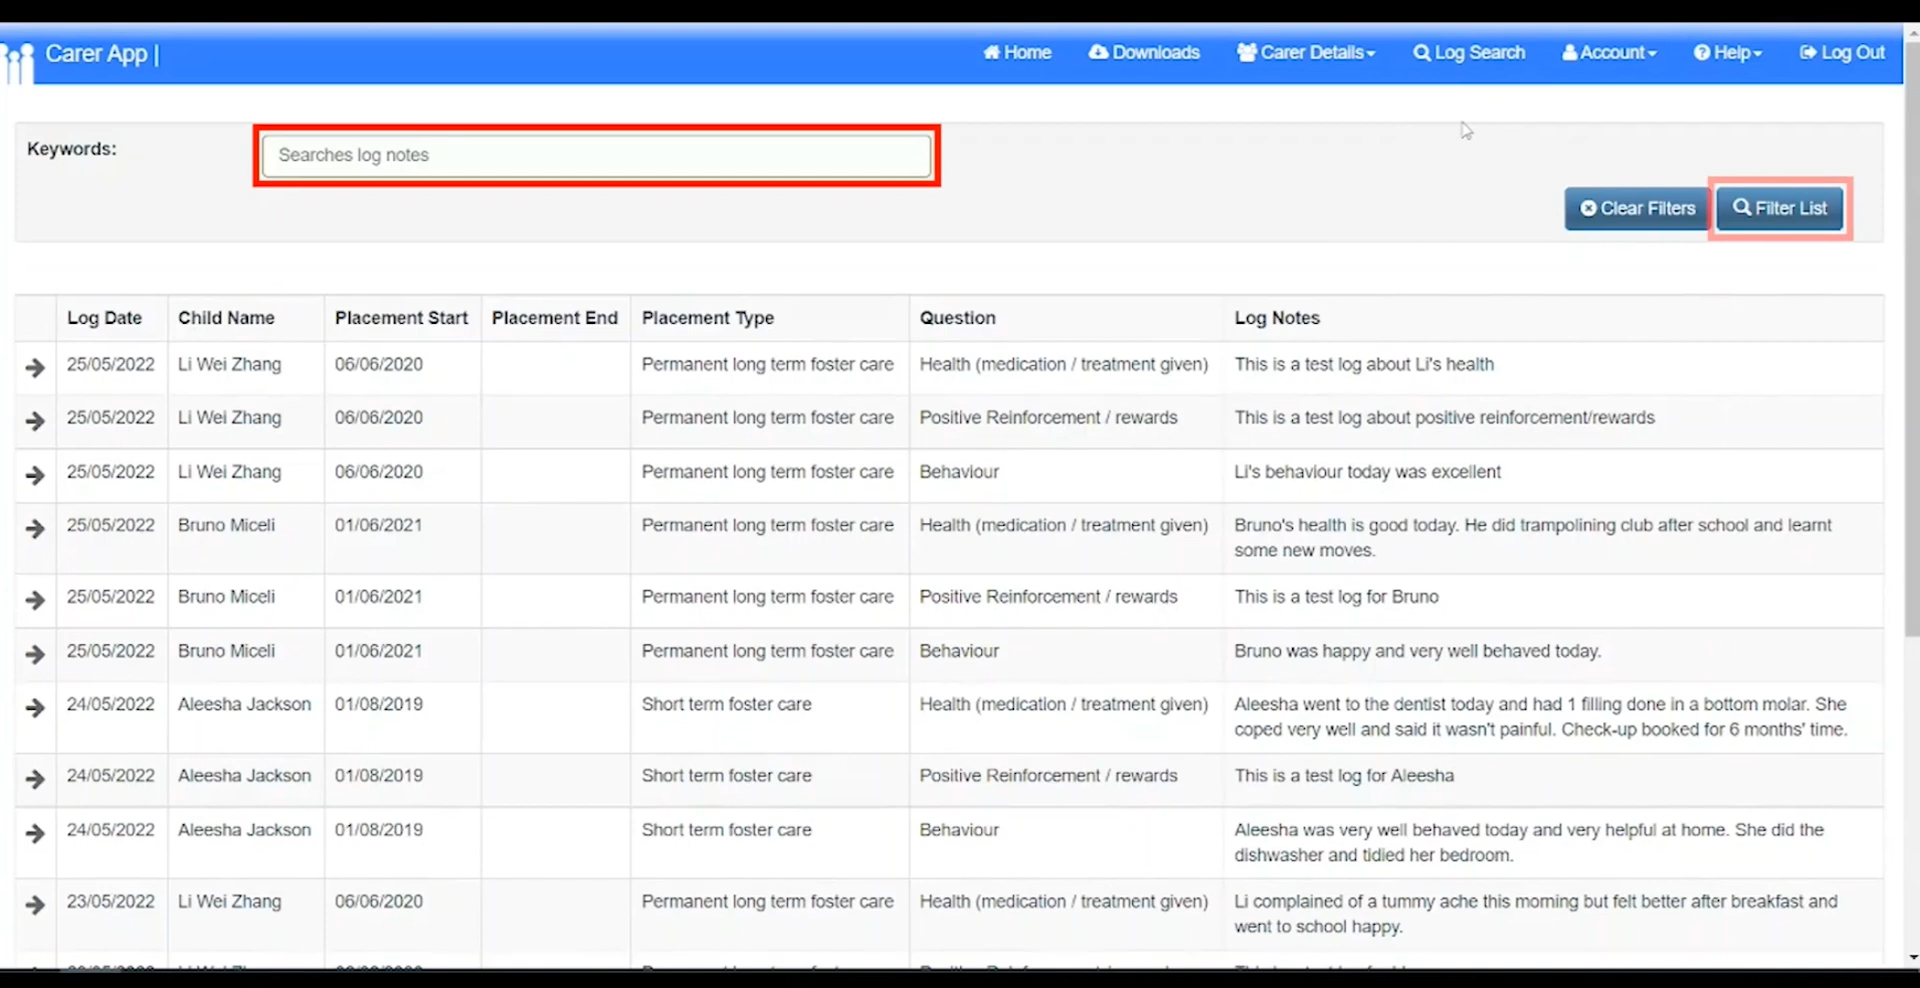 Carer App |
Home Downloads Carer Details Log Search Account Help Log Out
Keywords: Searches log notes
Clear Filters Filter List
Log Date Child Name Placement Start Placement End Placement Type Question Log Notes
25/05/2022 Li Wei Zhang 06/06/2020 Permanent long term foster care Health (medication / treatment given) This is a test log about Li's health
25/05/2022 Li Wei Zhang 06/06/2020 Permanent long term foster care Positive Reinforcement / rewards This is a test log about positive reinforcement/rewards
25/05/2022 Li Wei Zhang 06/06/2020 Permanent long term foster care Behaviour Li's behaviour today was excellent
25/05/2022 Bruno Miceli 01/06/2021 Permanent long term foster care Health (medication / treatment given) Bruno's health is good today. He did trampolining club after school and learnt
some new moves.
25/05/2022 Bruno Miceli 01/06/2021 Permanent long term foster care Positive Reinforcement / rewards This is a test log for Bruno
25/05/2022 Bruno Miceli 01/06/2021 Permanent long term foster care Behaviour Bruno was happy and very well behaved today.
24/05/2022 Aleesha Jackson 01/08/2019 Short term foster care Health (medication / treatment given) Aleesha went to the dentist today and had 1 filling done in a bottom molar. She
coped very well and said it wasn't painful. Check-up booked for 6 months' time.
24/05/2022 Aleesha Jackson 01/08/2019 Short term foster care Positive Reinforcement / rewards This is a test log for Aleesha
24/05/2022 Aleesha Jackson 01/08/2019 Short term foster care Behaviour Aleesha was very well behaved today and very helpful at home. She did the
dishwasher and tidied her bedroom.
23/05/2022 Li Wei Zhang 06/06/2020 Permanent long term foster care Health (medication / treatment given) Li complained of a tummy ache this morning but felt better after breakfast and
went to school happy.